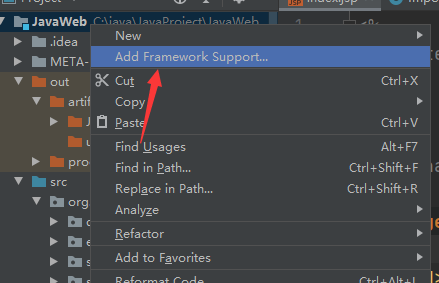 JavaWeb C:\java\JavaProject\JavaWeb
index.jsp
1
.idea
META-
out
artif
J
u
pro
src
org
c
e
s
s
New
Add Framework Support...
Cut Ctrl+X
Copy
Paste Ctrl+V
Find Usages Alt+F7
Find in Path... Ctrl+Shift+F
Replace in Path... Ctrl+Shift+R
Analyze
Refactor
Add to Favorites
Reformat Code Ctrl+Alt+L